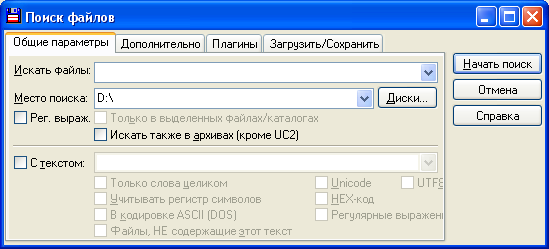 Поиск файлов
Общие параметры Дополнительно Плагины Загрузить/Сохранить
Искать файлы: Начать поиск
Место поиска: D:\ Диски... Отмена
Рег. выраж. Только в выделенных файлах/каталогах Справка
Искать также в архивах (кроме UC2)
С текстом:
Только слова целиком Unicode UTF8
Учитывать регистр символов HEX-код
В кодировке ASCII (DOS) Регулярные выражен
Файлы, НЕ содержащие этот текст